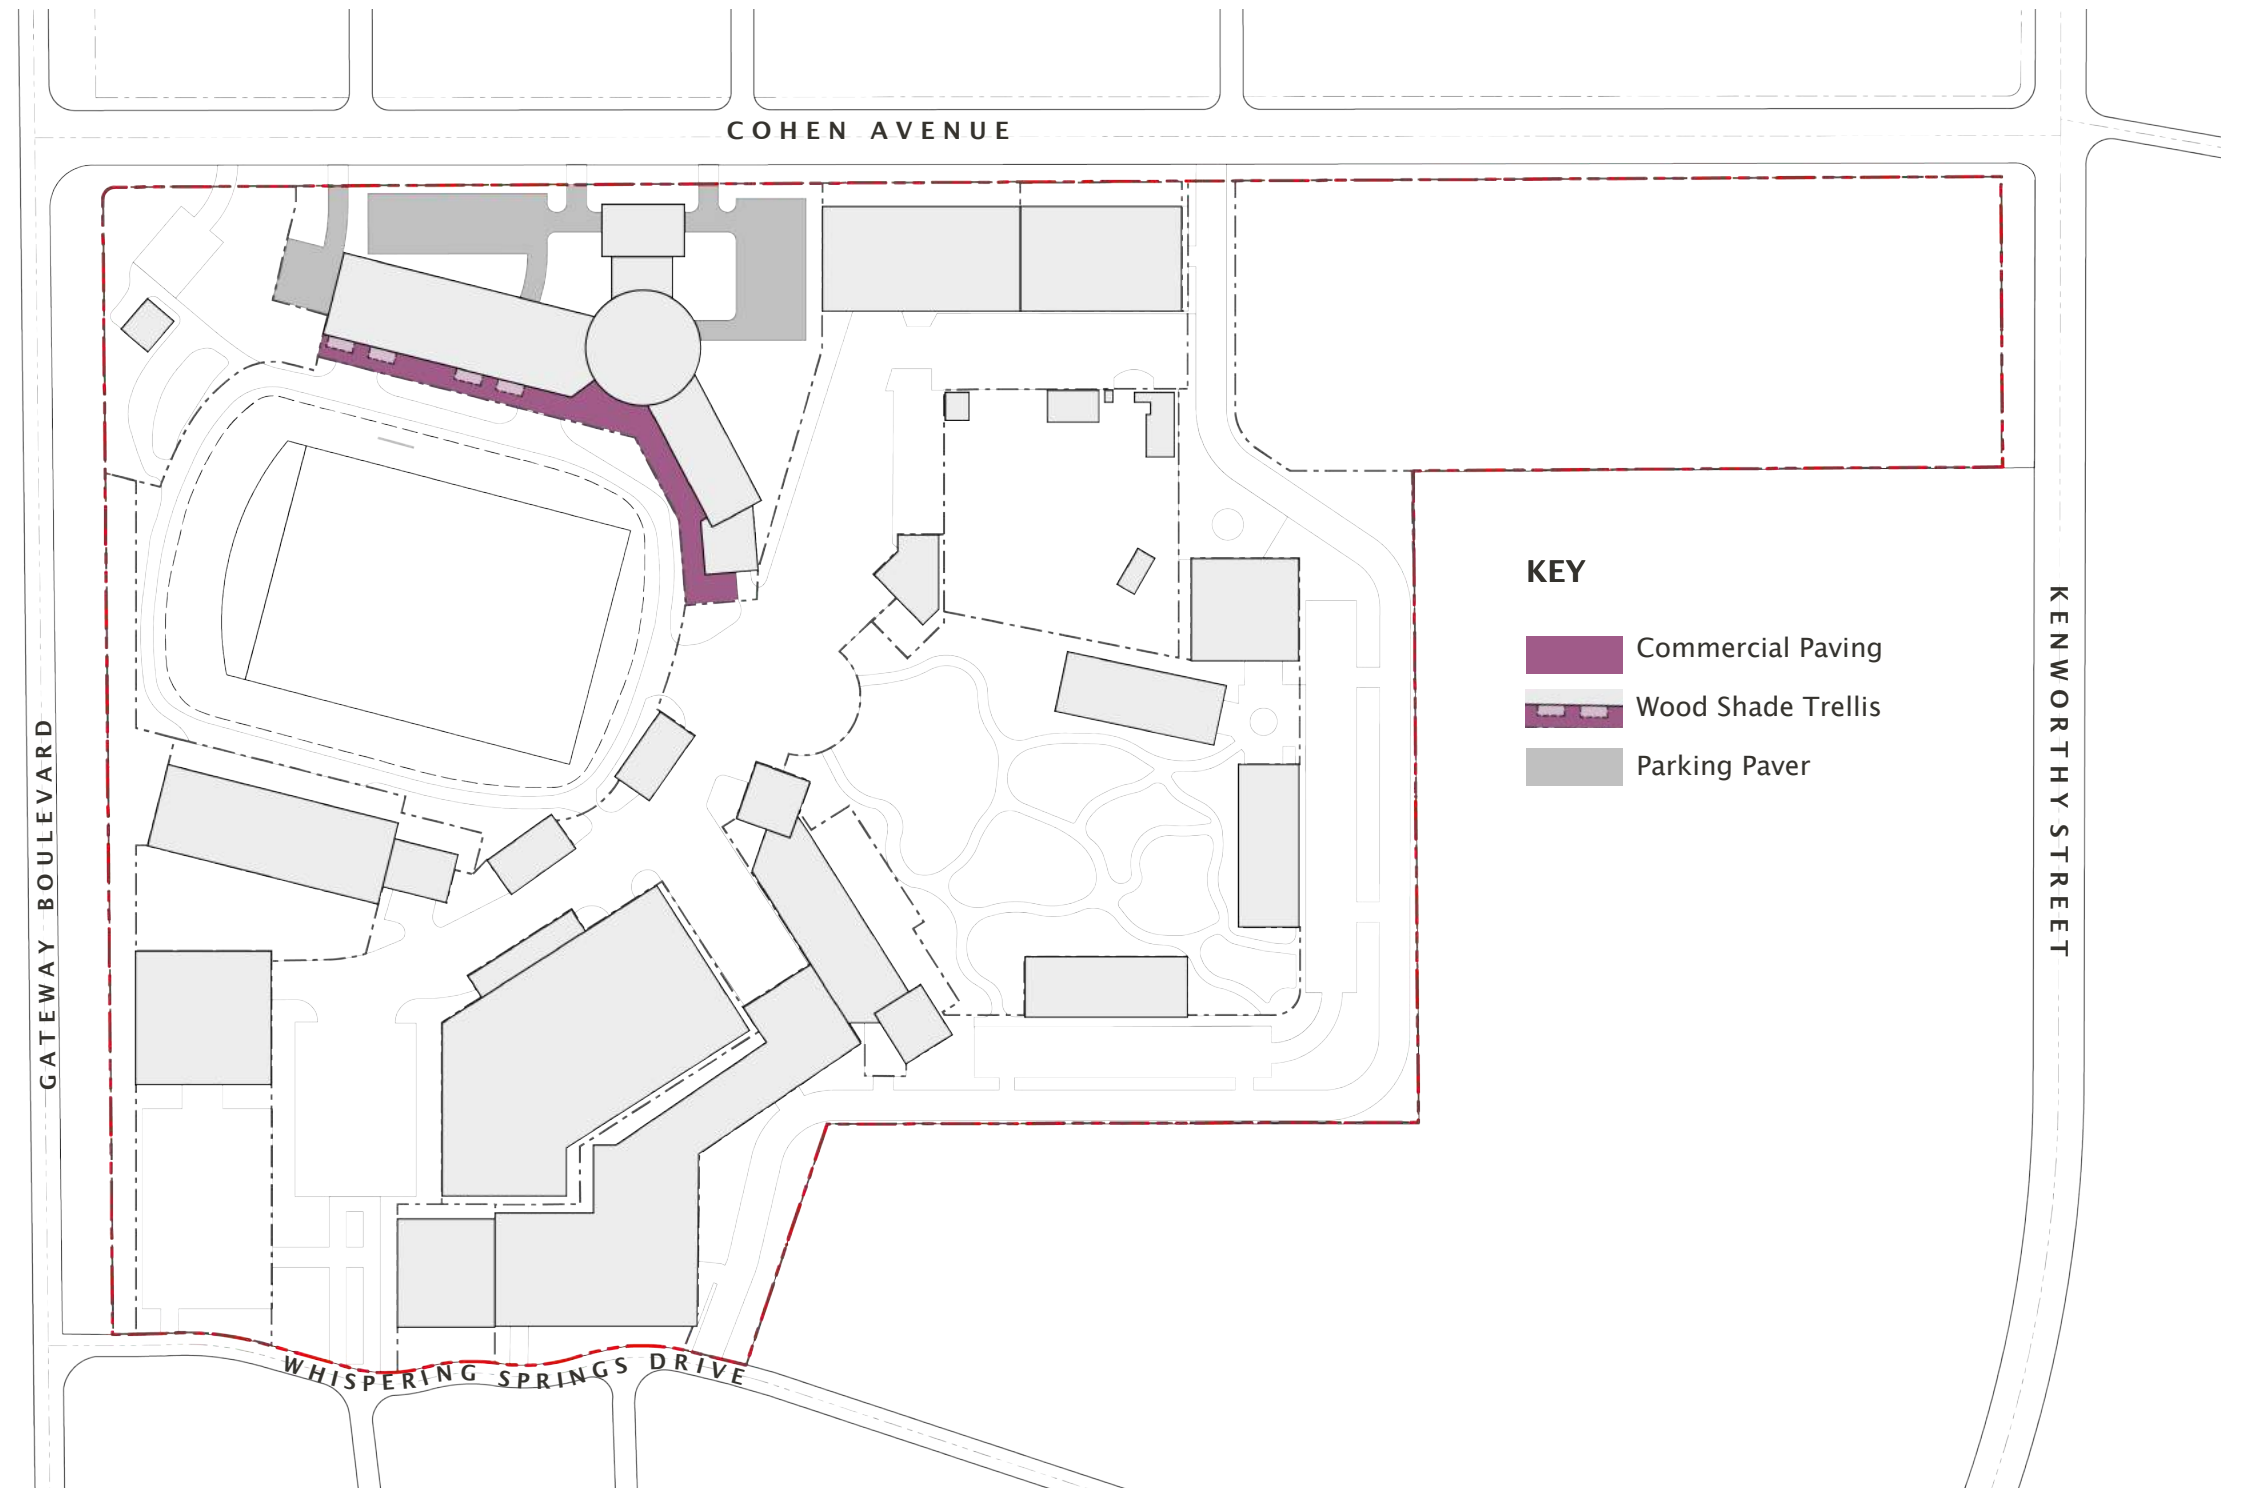 COHEN AVENUE
KEY
Commercial Paving
Wood Shade Trellis
Parking Paver
KENWORTHY STREET
GATEWAY BOULEVARD
WHISPERING SPRINGS DRIVE